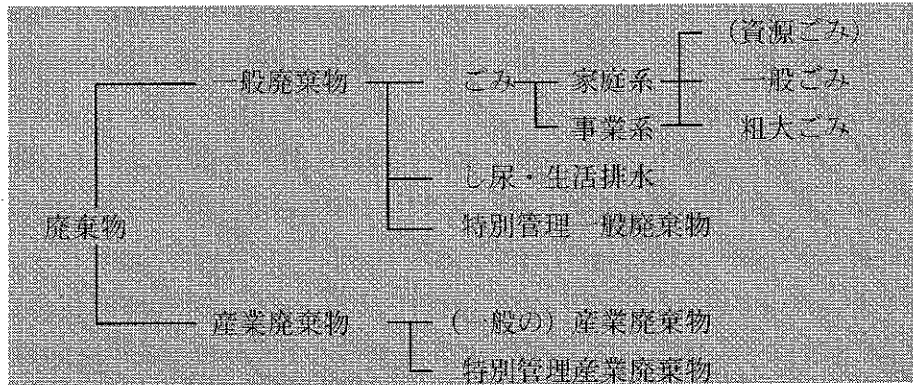 (資源ごみ)
一般廃棄物 ごみ 家庭系 一般ごみ
事業系 粗大ごみ
し尿・生活排水
特別管理一般廃棄物
廃棄物
産業廃棄物 (一般の) 産業廃棄物
特別管理産業廃棄物